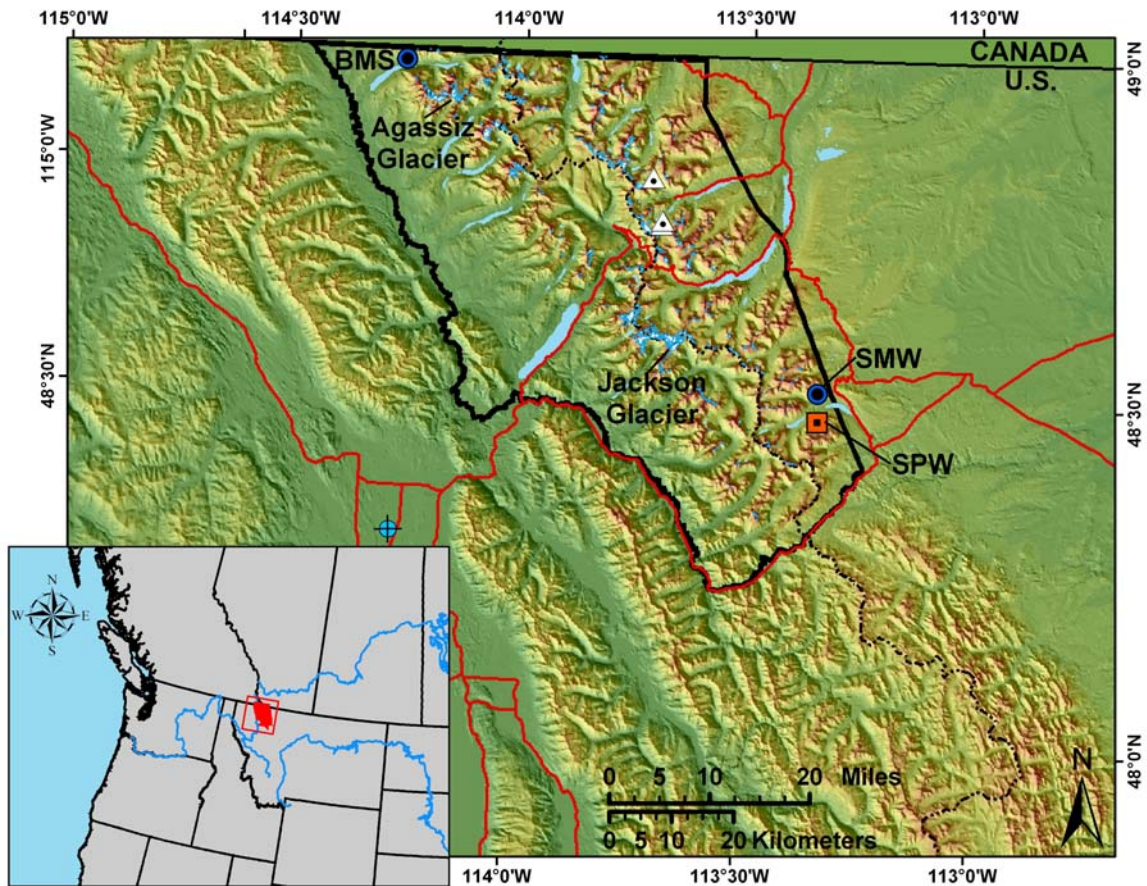 115°0'W
114°30'W
114°0'W
113°30'W
113°0'W
CANADA
U.S.
BMS
49°0'N
Agassiz
Glacier
115°0'W
48°30'N
SMW
Jackson
Glacier
48°30'N
SPW
N
W
E
S
0 5 10 20 Miles
0 5 10 20 Kilometers
N
48°0'N
114°0'W
113°30'W
113°0'W